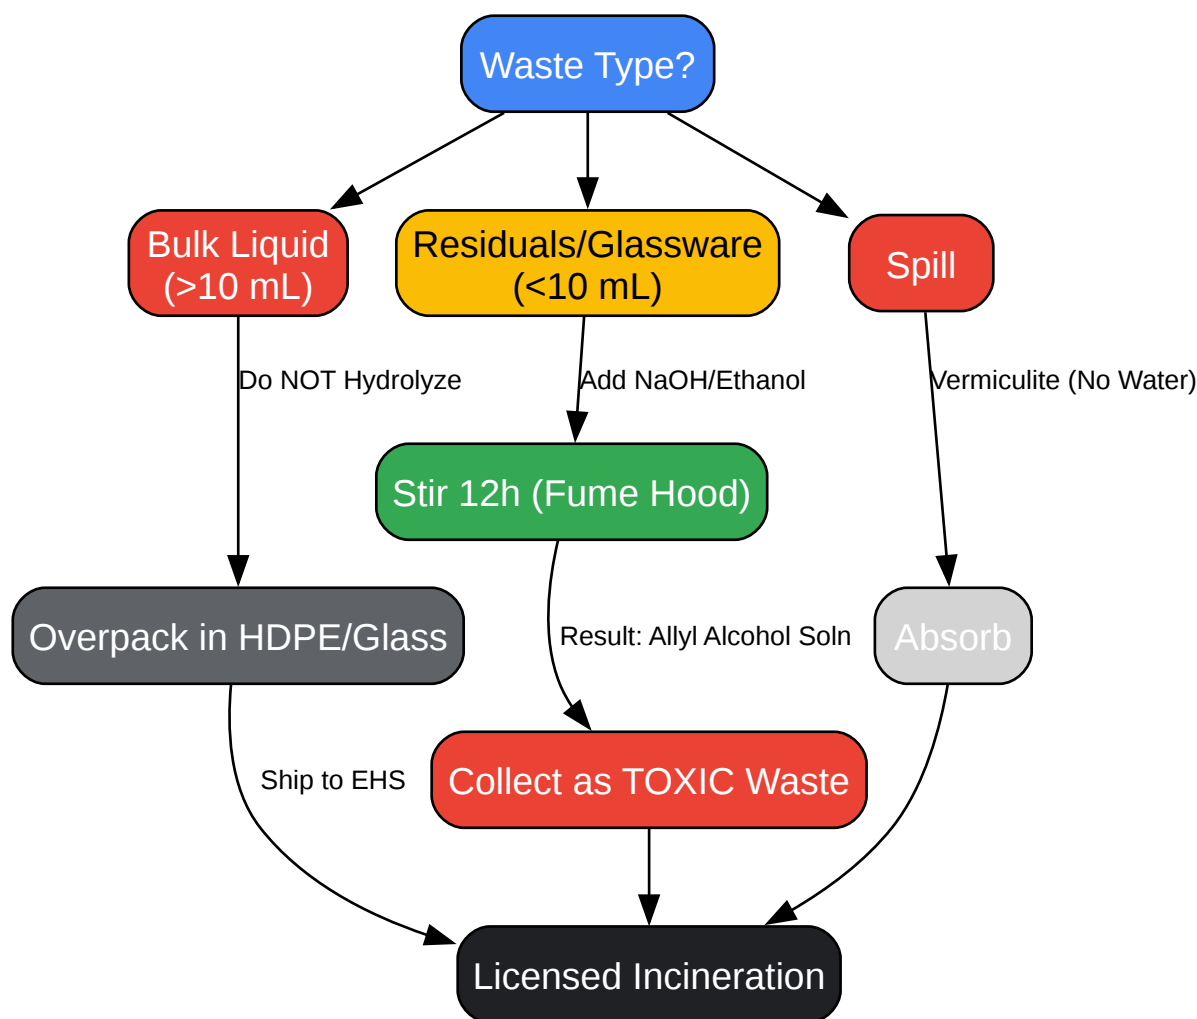 Waste Type?
Bulk Liquid
(>10 mL)
Residuals/Glassware
(<10 mL)
Spill
Do NOT Hydrolyze
Add NaOH/Ethanol
Vermiculite (No Water)
Stir 12h (Fume Hood)
Overpack in HDPE/Glass
Result: Allyl Alcohol Soln
Absorb
Ship to EHS
Collect as TOXIC Waste
Licensed Incineration